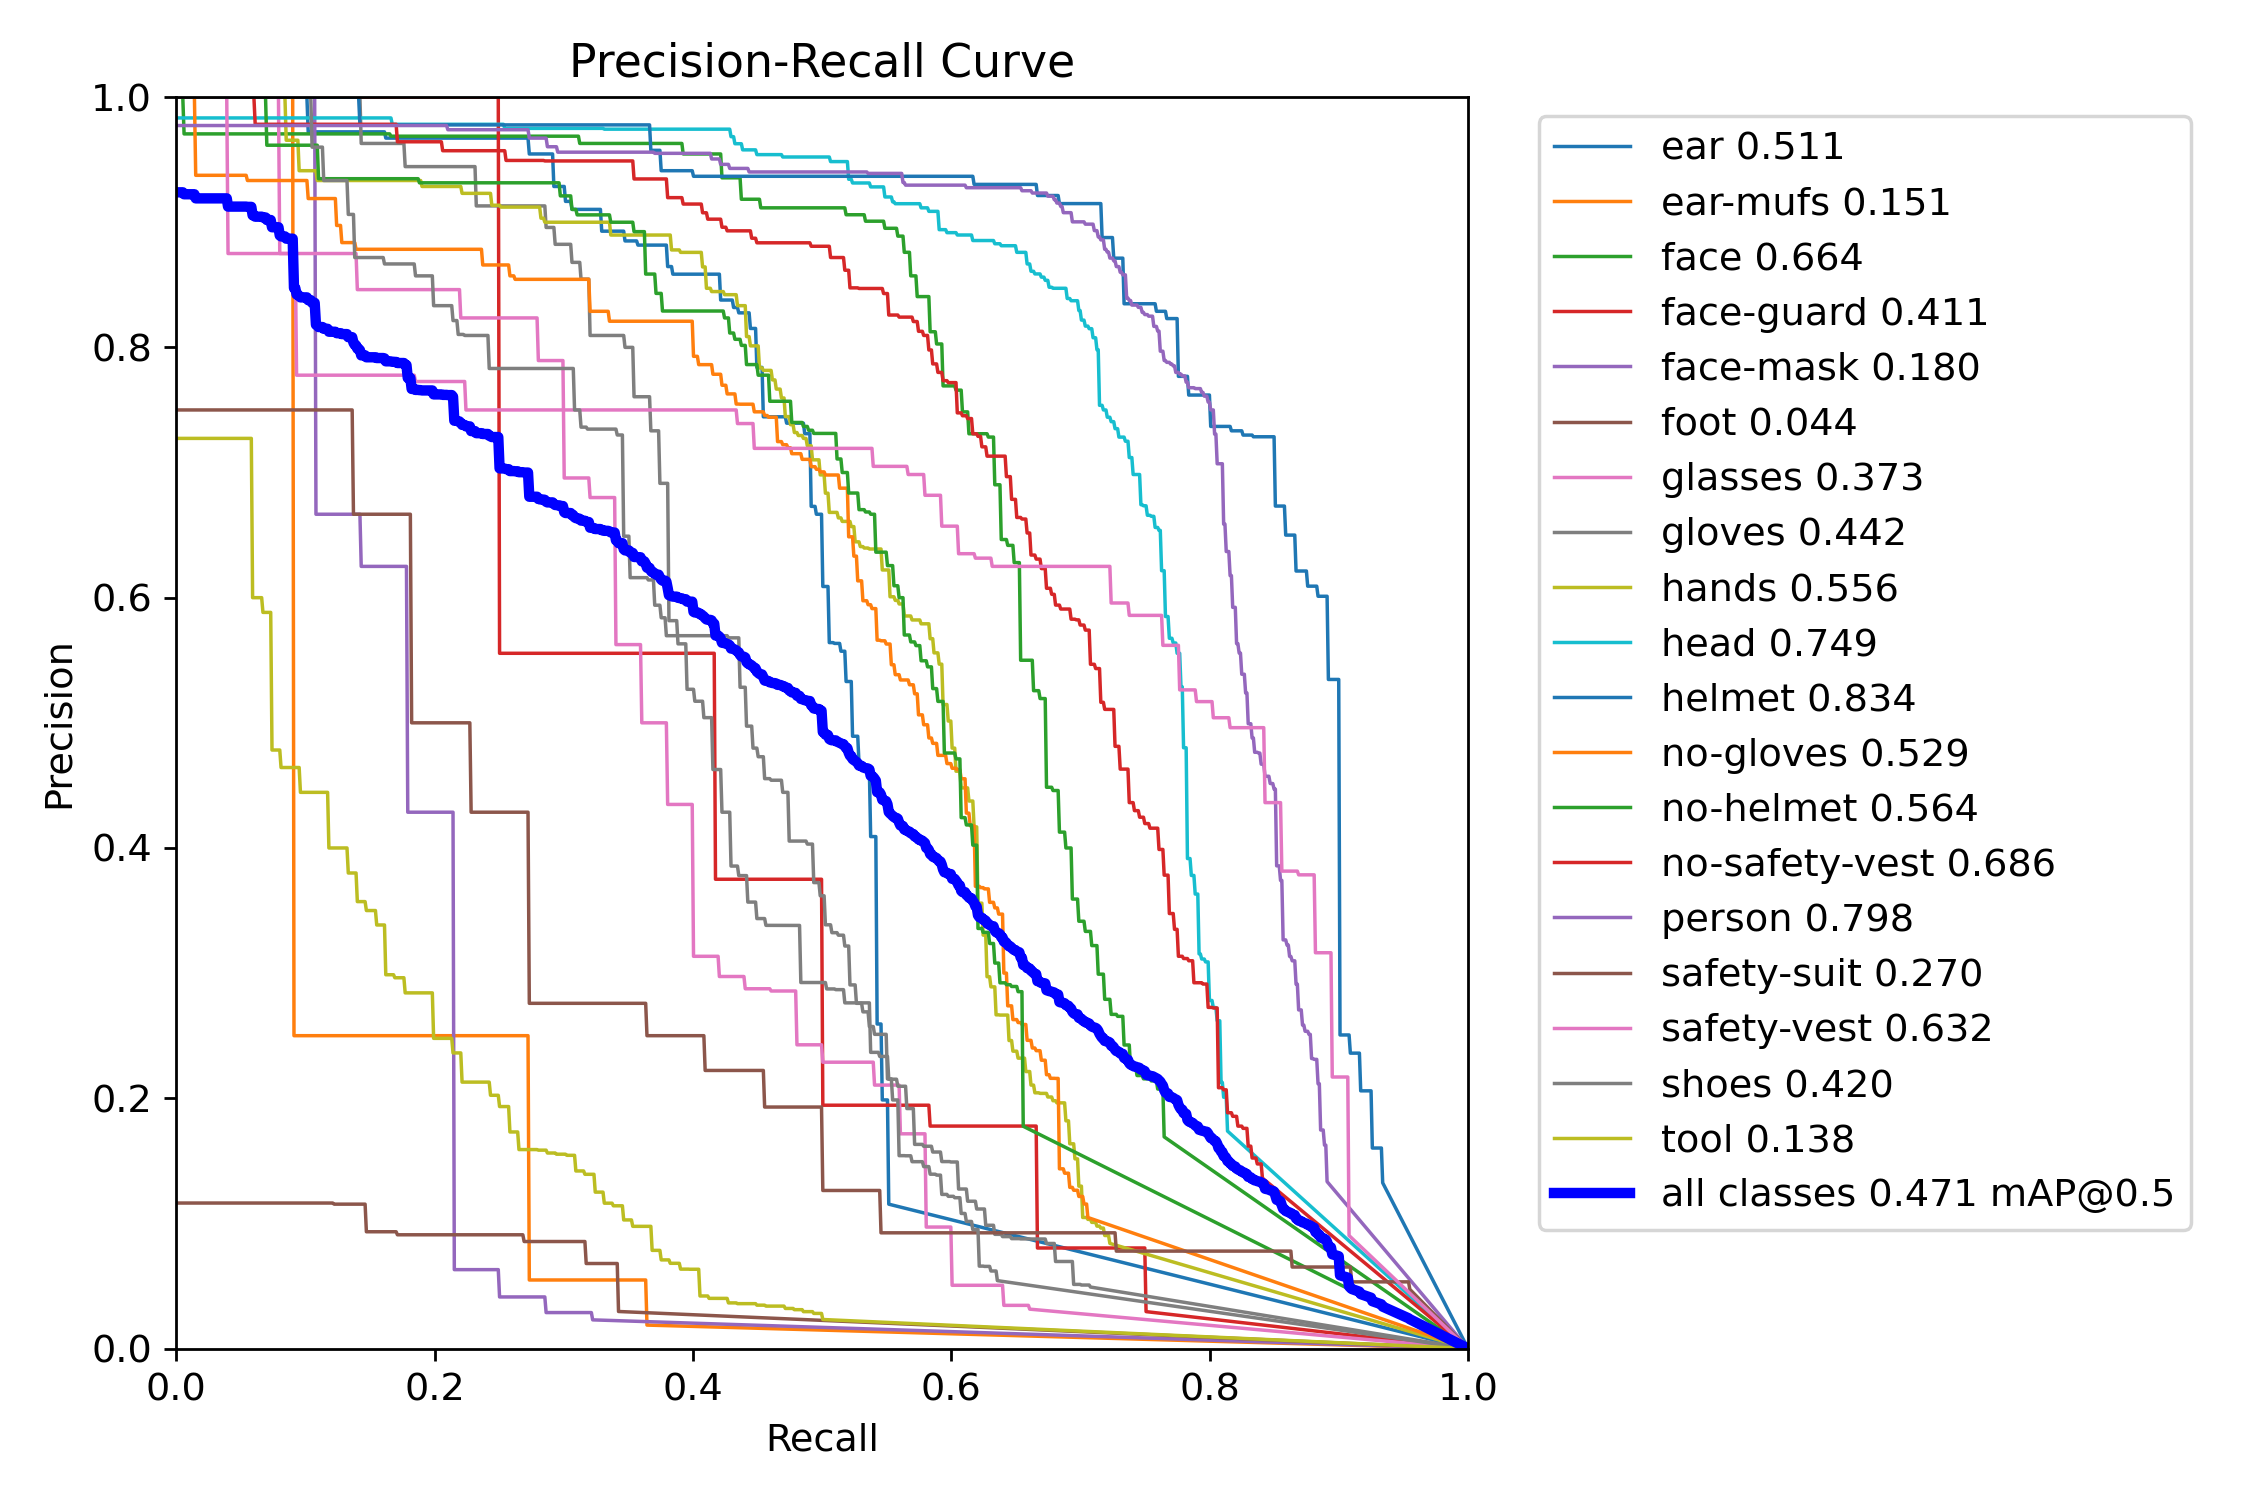 Precision-Recall Curve
1.0
0.8
0.6
0.4
0.2
0.0
Precision
0.0 0.2 0.4 0.6 0.8 1.0
Recall
ear 0.511
ear-mufs 0.151
face 0.664
face-guard 0.411
face-mask 0.180
foot 0.044
glasses 0.373
gloves 0.442
hands 0.556
head 0.749
helmet 0.834
no-gloves 0.529
no-helmet 0.564
no-safety-vest 0.686
person 0.798
safety-suit 0.270
safety-vest 0.632
shoes 0.420
tool 0.138
all classes 0.471 mAP@0.5